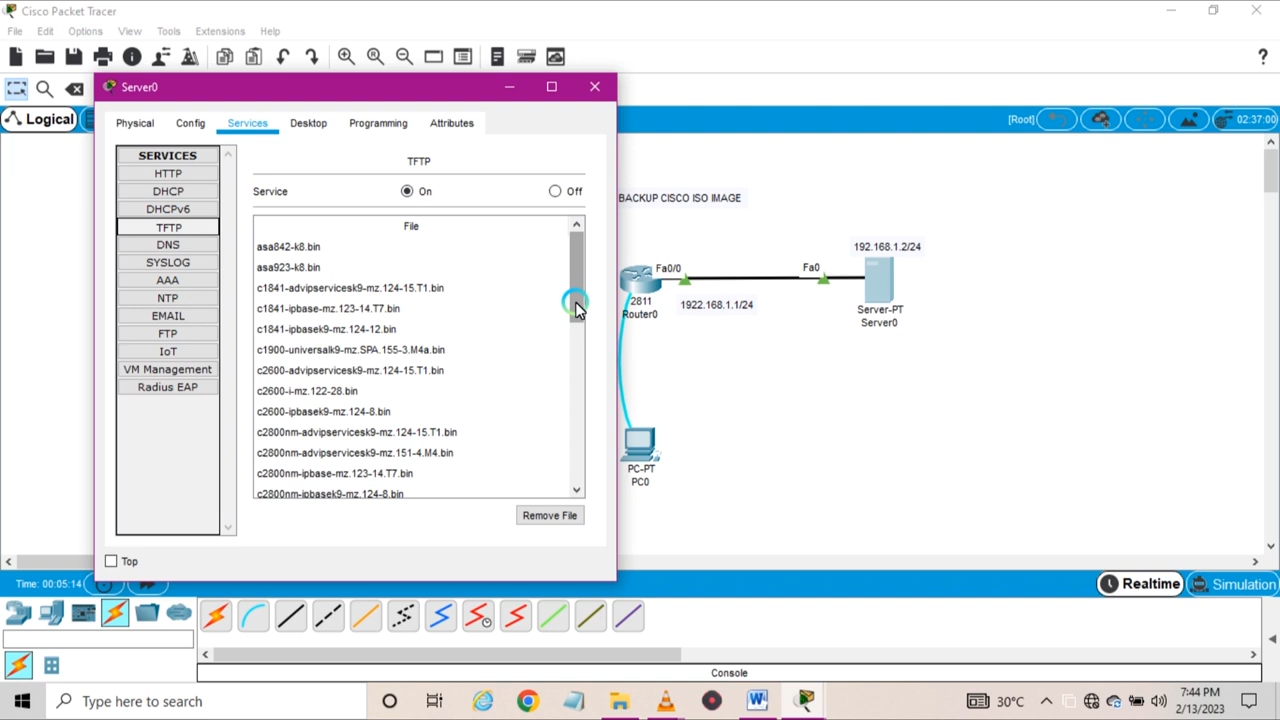 Cisco Packet Tracer
File Edit Options View Tools Extensions Help
?
Server0
Logical
[Root]
02:37:00
Physical Config Services Desktop Programming Attributes
SERVICES
HTTP
DHCP
DHCPv6
TFTP
DNS
SYSLOG
AAA
NTP
EMAIL
FTP
IoT
VM Management
Radius EAP
TFTP
Service On Off
File
asa842-k8.bin
asa923-k8.bin
c1841-advipservicesk9-mz.124-15.T1.bin
c1841-ipbase-mz.123-14.T7.bin
c1841-ipbasek9-mz.124-12.bin
c1900-universalk9-mz.SPA.155-3.M4a.bin
c2600-advipservicesk9-mz.124-15.T1.bin
c2600-i-mz.122-28.bin
c2600-ipbasek9-mz.124-8.bin
c2800nm-advipservicesk9-mz.124-15.T1.bin
c2800nm-advipservicesk9-mz.151-4.M4.bin
c2800nm-ipbase-mz.123-14.T7.bin
c2800nm-ipbasek9-mz.124-8.bin
Remove File
Top
BACKUP CISCO ISO IMAGE
192.168.1.2/24
Fa0/0
Fa0
2811
Router0
1922.168.1.1/24
Server-PT
Server0
PC-PT
PC0
Time: 00:05:14
Realtime
Simulation
Console
Type here to search
30°C
7:44 PM
2/13/2023